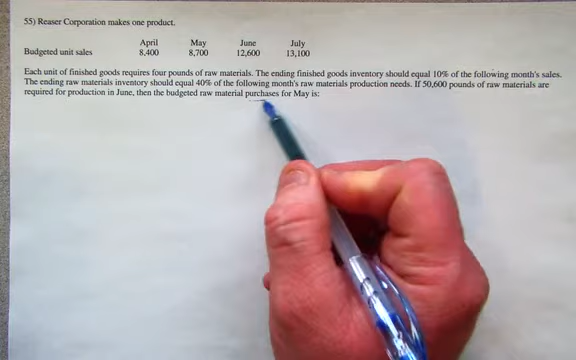 55) Reaser Corporation makes one product.
April May June July
Budgeted unit sales 8,400 8,700 12,600 13,100
Each unit of finished goods requires four pounds of raw materials. The ending finished goods inventory should equal 10% of the following month's sales.
The ending raw materials inventory should equal 40% of the following month's raw materials production needs. If 50,600 pounds of raw materials are
required for production in June, then the budgeted raw material purchases for May is: